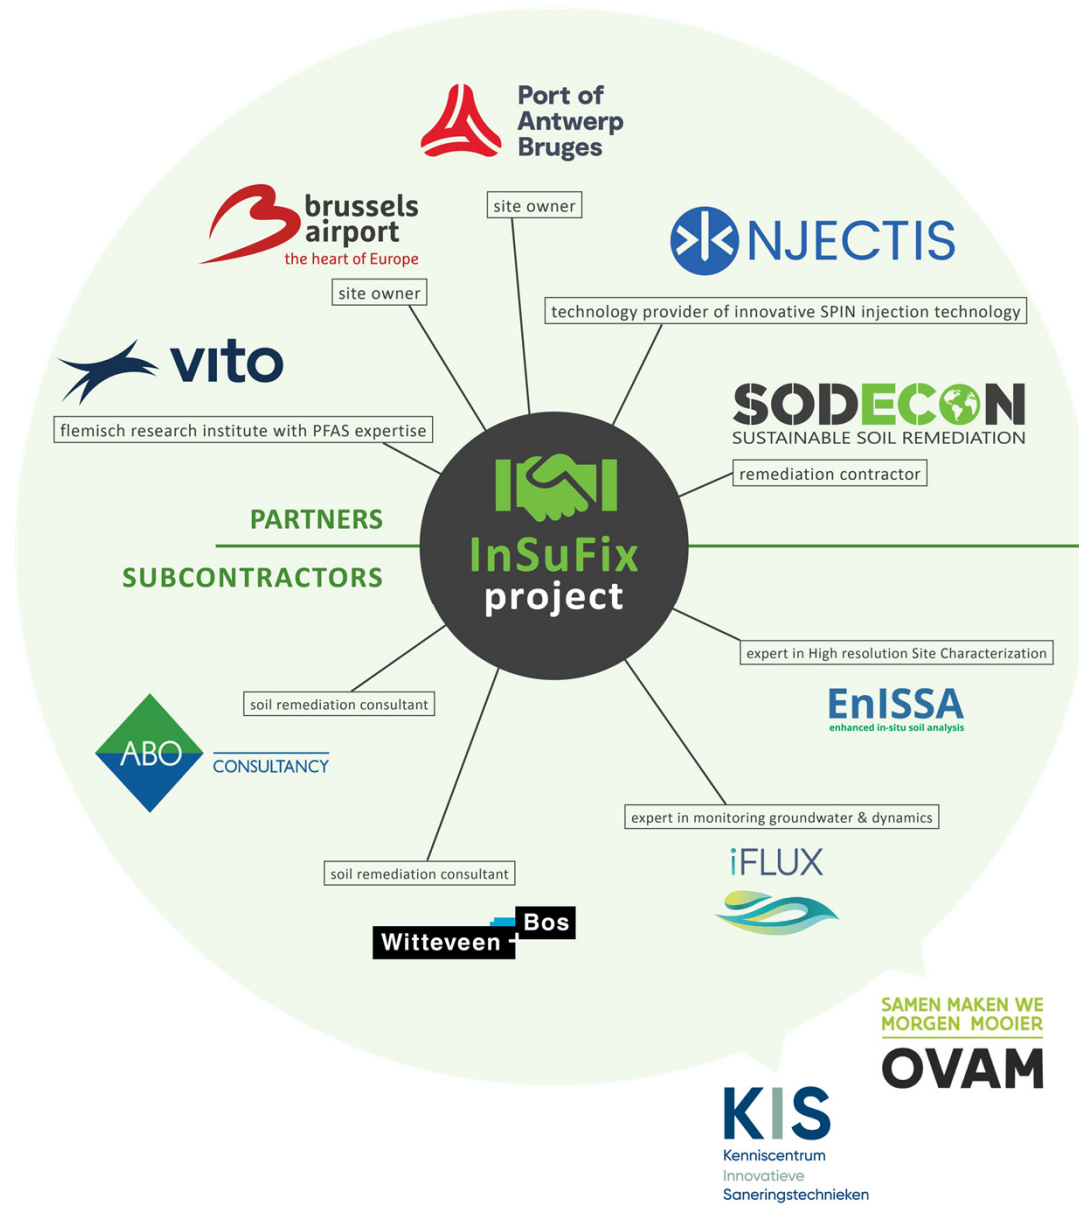 Port of
Antwerp
Bruges
site owner
brussels
airport
the heart of Europe
site owner
NJECTIS
technology provider of innovative SPIN injection technology
vito
flemisch research institute with PFAS expertise
SODECON
SUSTAINABLE SOIL REMEDIATION
remediation contractor
PARTNERS
InSuFix
project
SUBCONTRACTORS
expert in High resolution Site Characterization
EnISSA
enhanced in-situ soil analysis
soil remediation consultant
ABO
CONSULTANCY
expert in monitoring groundwater & dynamics
iFLUX
soil remediation consultant
Witteveen + Bos
SAMEN MAKEN WE
MORGEN MOOIER
OVAM
KIS
Kenniscentrum
Innovatieve
Saneringstechnieken